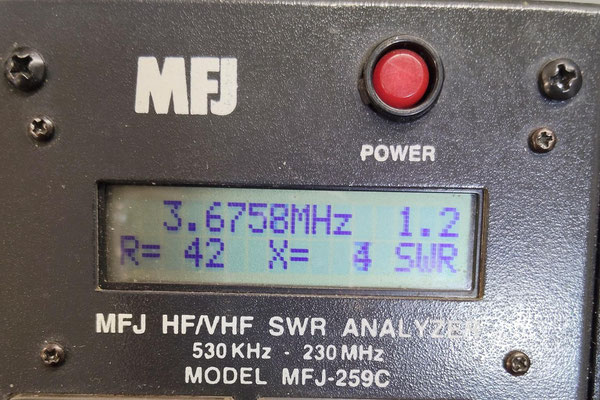 MFJ
POWER
3.6758MHz 1.2
R= 42 X= 4 SWR
MFJ HF/VHF SWR ANALYZER
530 KHz - 230 MHz
MODEL MFJ-259C